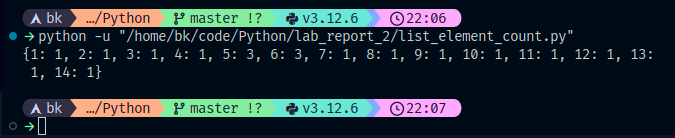 bk …/Python master !? v3.12.6 22:06
→ python -u "/home/bk/code/Python/lab_report_2/list_element_count.py"
{1: 1, 2: 1, 3: 1, 4: 1, 5: 3, 6: 3, 7: 1, 8: 1, 9: 1, 10: 1, 11: 1, 12: 1, 13:
1, 14: 1}
bk …/Python master !? v3.12.6 22:07
→